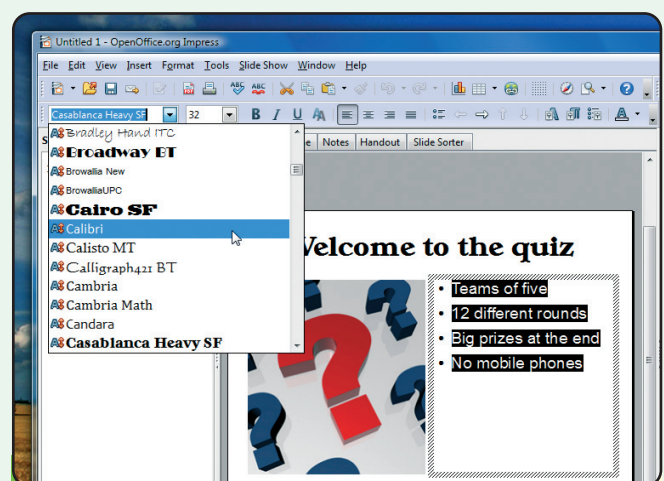 Untitled 1 - OpenOffice.org Impress
File Edit View Insert Format Tools Slide Show Window Help
ABC ABC
Casablanca Heavy SF 32 B I U A A
S e Notes Handout Slide Sorter
Bradley Hand ITC
Broadway BT
Browallia New
BrowalliaUPC
Cairo SF
Calibri
Calisto MT
Calligraph421 BT
Cambria
Cambria Math
Candara
Casablanca Heavy SF
Welcome to the quiz
• Teams of five
• 12 different rounds
• Big prizes at the end
• No mobile phones